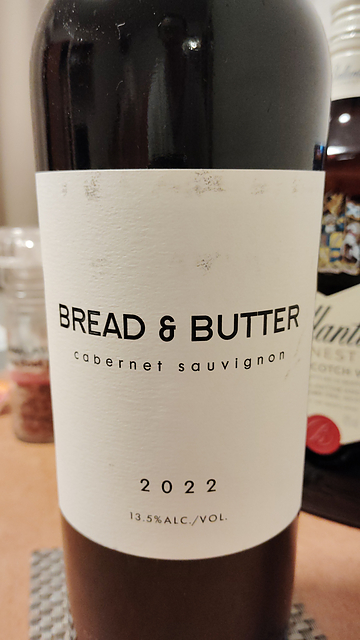 BREAD & BUTTER
cabernet sauvignon
2022
13.5%ALC./VOL.